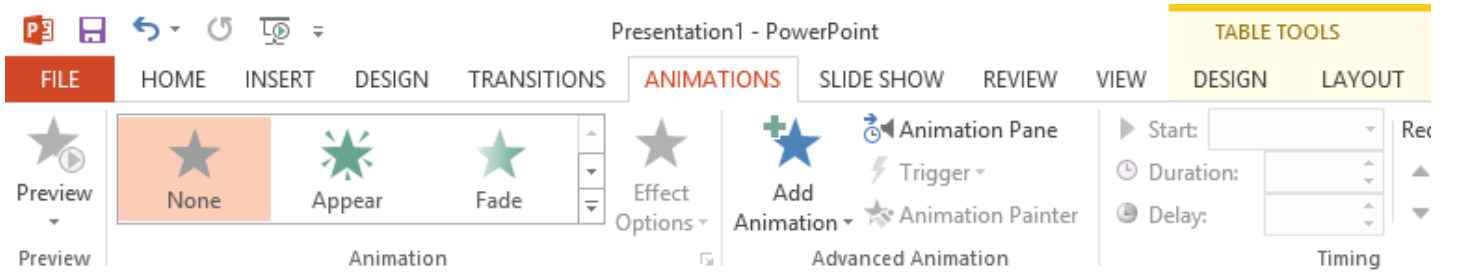 Presentation1 - PowerPoint TABLE TOOLS
FILE HOME INSERT DESIGN TRANSITIONS ANIMATIONS SLIDE SHOW REVIEW VIEW DESIGN LAYOUT
Preview
None Appear Fade
Effect Options
Add Animation
Animation Pane
Trigger
Animation Painter
Start:
Duration:
Delay:
Preview Animation Advanced Animation Timing